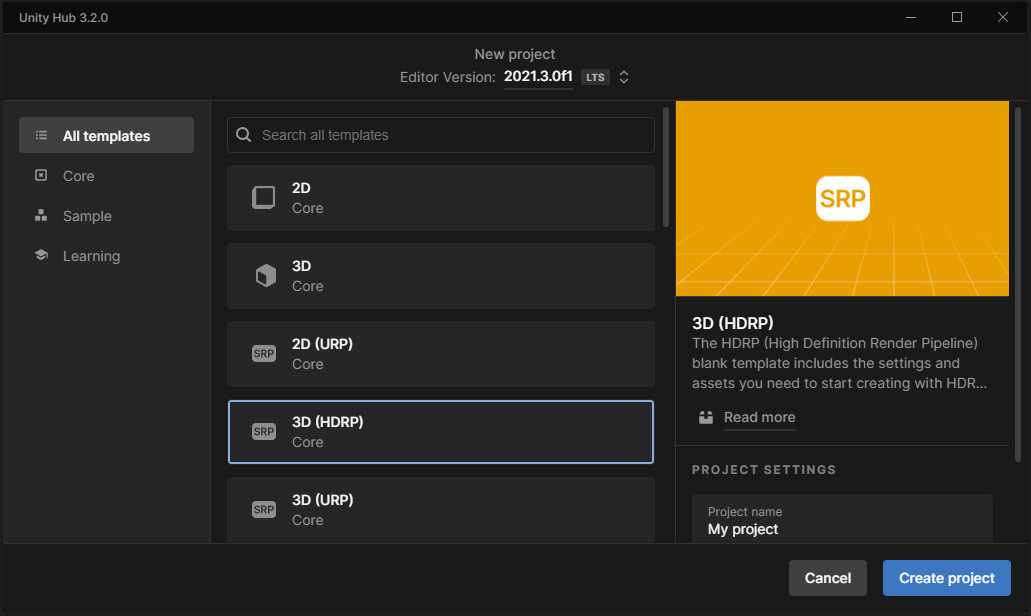 Unity Hub 3.2.0
New project
Editor Version: 2021.3.0f1 LTS
All templates
Core
Sample
Learning
Search all templates
2D
Core
3D
Core
SRP
2D (URP)
Core
SRP
3D (HDRP)
Core
SRP
3D (URP)
Core
SRP
3D (HDRP)
The HDRP (High Definition Render Pipeline)
blank template includes the settings and
assets you need to start creating with HDR...
Read more
PROJECT SETTINGS
Project name
My project
Cancel
Create project